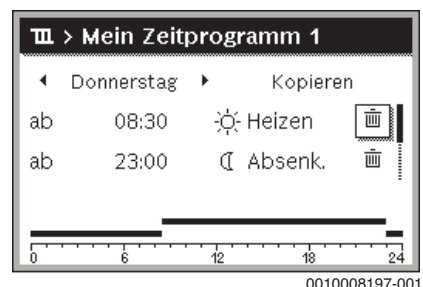 > Mein Zeitprogramm 1
Donnerstag Kopieren
ab 08:30 Heizen
ab 23:00 Absenk.
0 6 12 18 24
0010008197-001